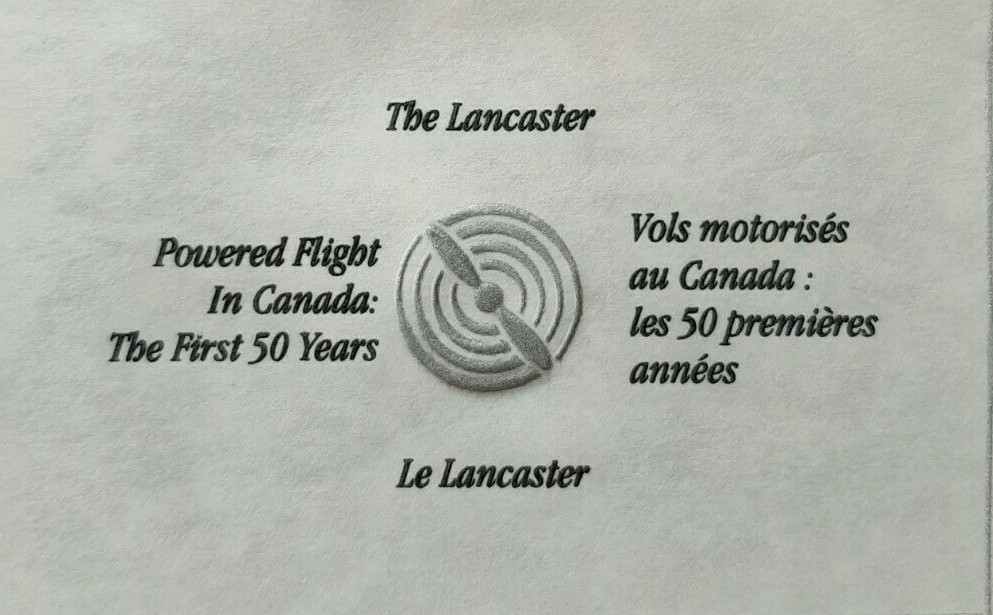 The Lancaster
Powered Flight
In Canada:
The First 50 Years
Vols motorisés
au Canada :
les 50 premières
années
Le Lancaster